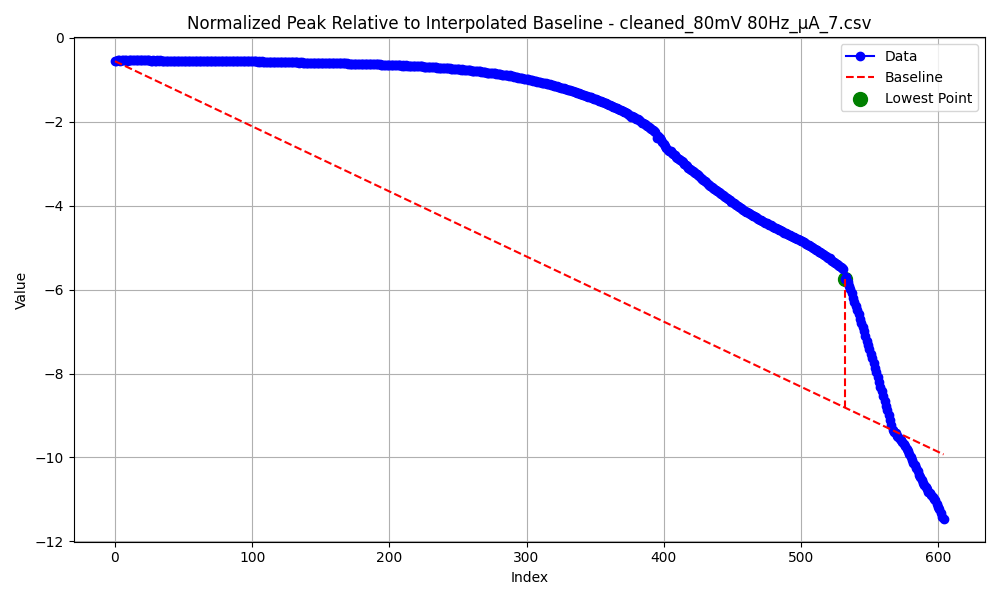 Normalized Peak Relative to Interpolated Baseline - cleaned_80mV 80Hz_μA_7.csv
Data
Baseline
Lowest Point
Value
0
−2
−4
−6
−8
−10
−12
0 100 200 300 400 500 600
Index